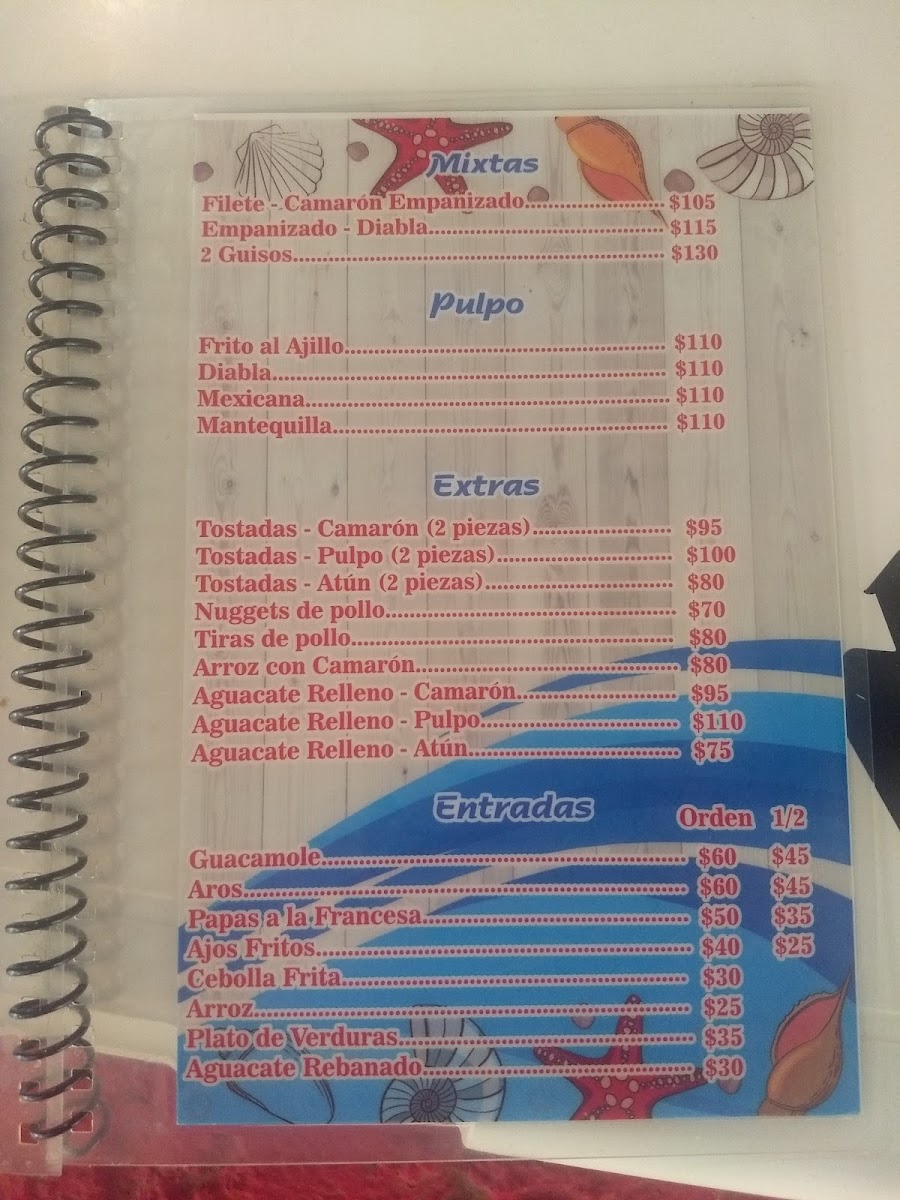 Mixtas
Filete - Camarón Empanizado........................ $105
Empanizado - Diabla........................................ $115
2 Guisos................................................................ $130
Pulpo
Frito al Ajillo....................................................... $110
Diabla.................................................................... $110
Mexicana............................................................... $110
Mantequilla.......................................................... $110
Extras
Tostadas - Camarón (2 piezas)........................ $95
Tostadas - Pulpo (2 piezas).............................. $100
Tostadas - Atún (2 piezas)................................ $80
Nuggets de pollo.................................................. $70
Tiras de pollo....................................................... $80
Arroz con Camarón............................................. $80
Aguacate Relleno - Camarón........................... $95
Aguacate Relleno - Pulpo.................................. $110
Aguacate Relleno - Atún.................................... $75
Entradas
Orden 1/2
Guacamole............................................................. $60 $45
Aros......................................................................... $60 $45
Papas a la Francesa............................................. $50 $35
Ajos Fritos............................................................. $40 $25
Cebolla Frita......................................................... $30
Arroz....................................................................... $25
Plato de Verduras................................................ $35
Aguacate Rebanado............................................. $30